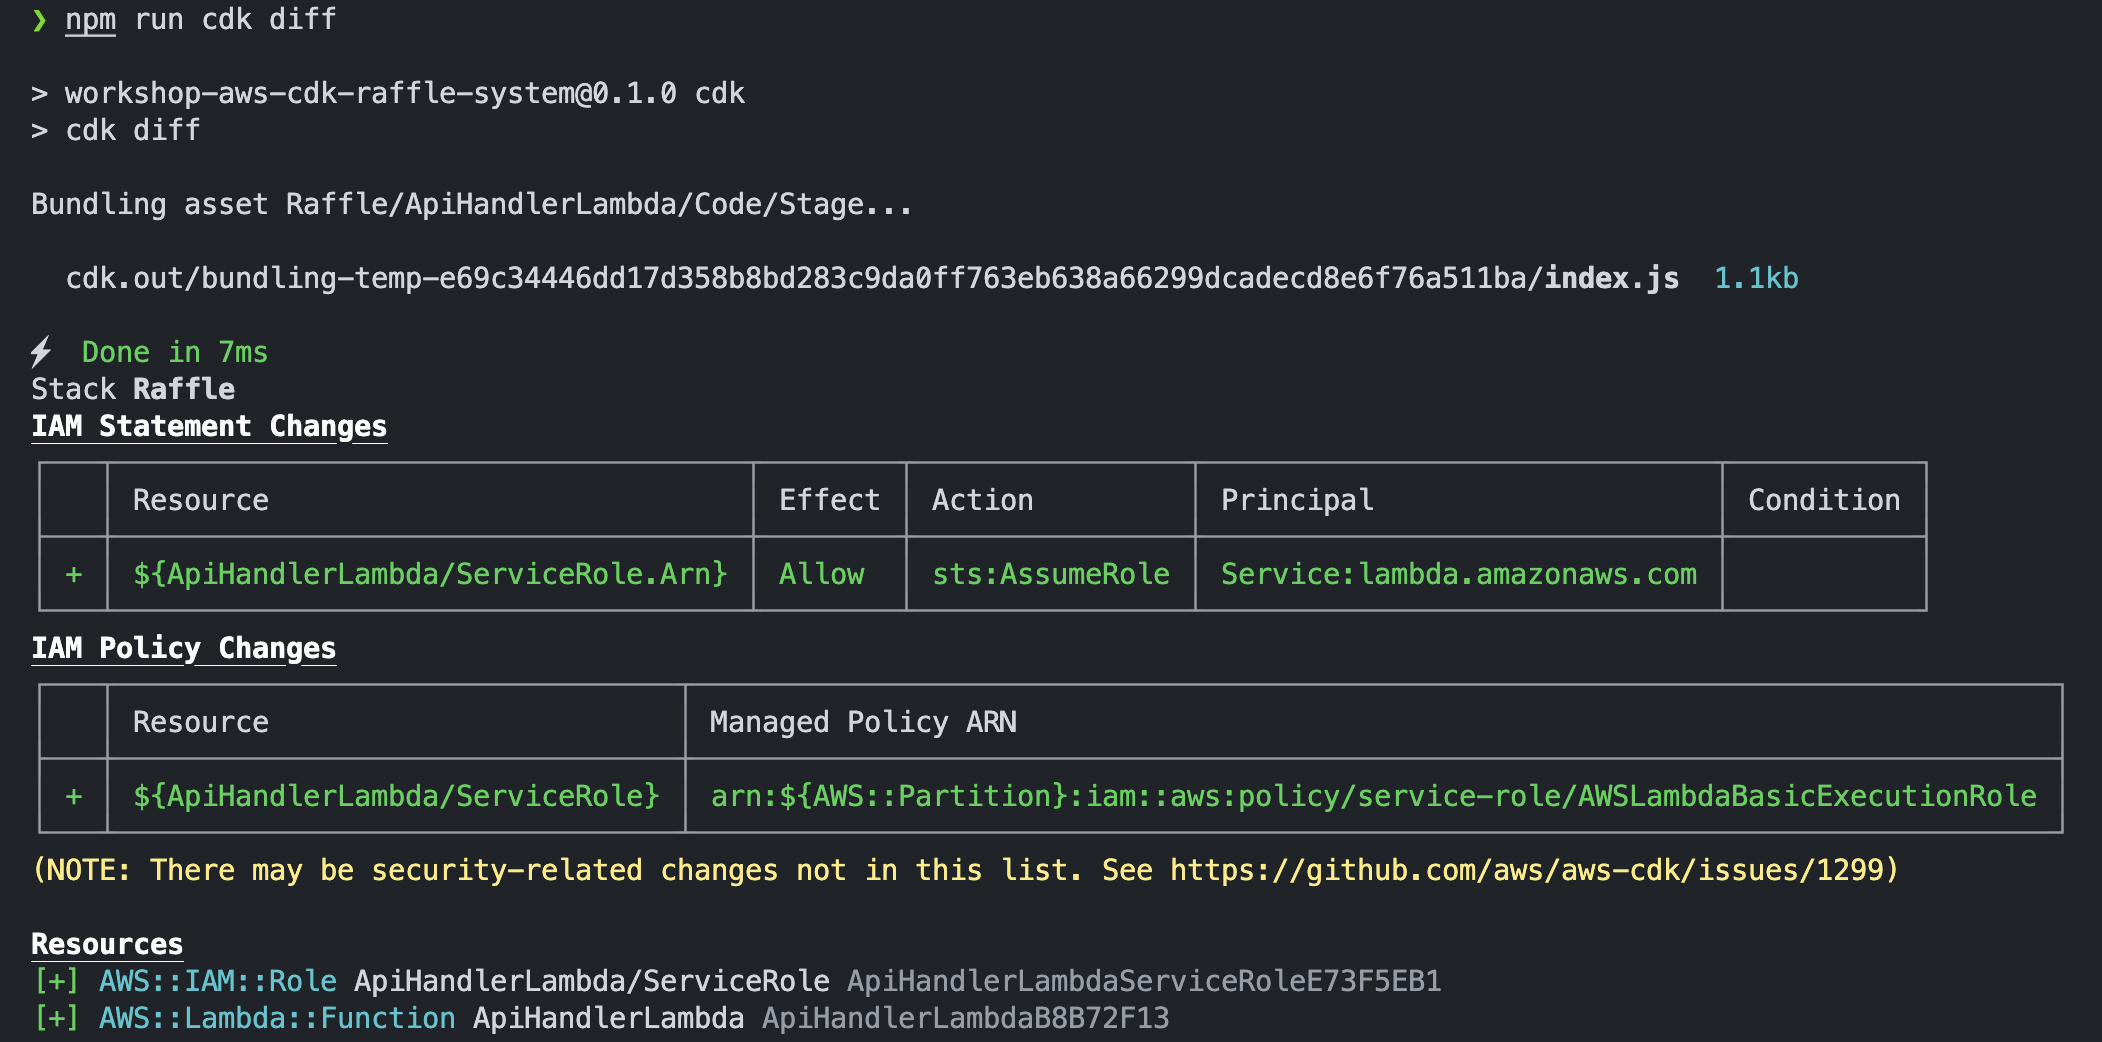 ❯ npm run cdk diff
> workshop-aws-cdk-raffle-system@0.1.0 cdk
> cdk diff
Bundling asset Raffle/ApiHandlerLambda/Code/Stage...
cdk.out/bundling-temp-e69c34446dd17d358b8bd283c9da0ff763eb638a66299dcadecd8e6f76a511ba/index.js  1.1kb
⚡ Done in 7ms
Stack Raffle
IAM Statement Changes
Resource Effect Action Principal Condition
+ ${ApiHandlerLambda/ServiceRole.Arn} Allow sts:AssumeRole Service:lambda.amazonaws.com
IAM Policy Changes
Resource Managed Policy ARN
+ ${ApiHandlerLambda/ServiceRole} arn:${AWS::Partition}:iam::aws:policy/service-role/AWSLambdaBasicExecutionRole
(NOTE: There may be security-related changes not in this list. See https://github.com/aws/aws-cdk/issues/1299)
Resources
[+] AWS::IAM::Role ApiHandlerLambda/ServiceRole ApiHandlerLambdaServiceRoleE73F5EB1
[+] AWS::Lambda::Function ApiHandlerLambda ApiHandlerLambdaB8B72F13